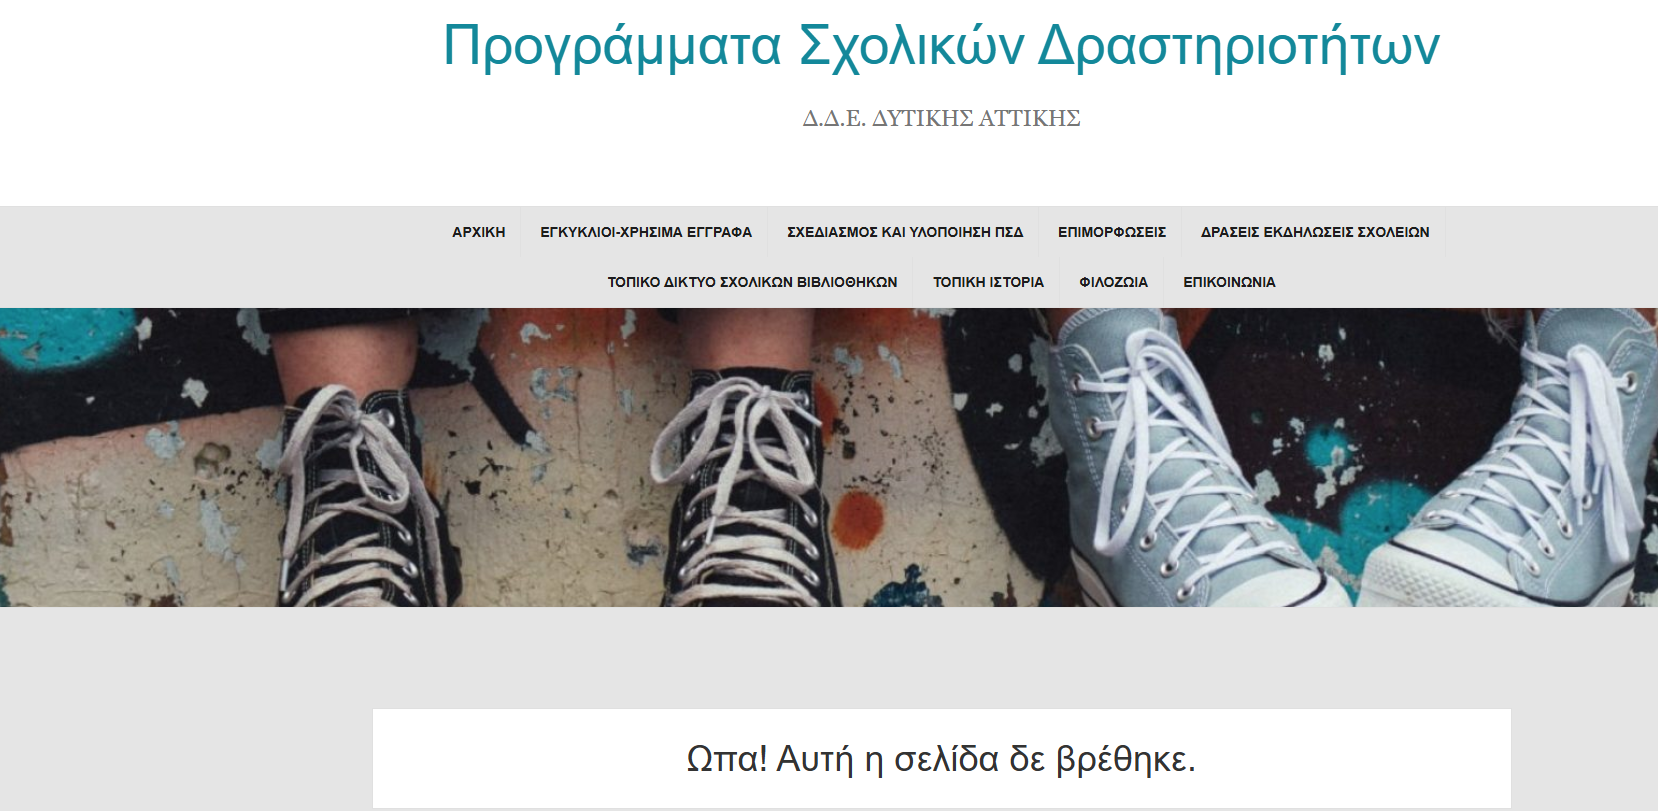 Προγράμματα Σχολικών Δραστηριοτήτων
Δ.Δ.Ε. ΔΥΤΙΚΗΣ ΑΤΤΙΚΗΣ
ΑΡΧΙΚΗ ΕΓΚΥΚΛΙΟΙ-ΧΡΗΣΙΜΑ ΕΓΓΡΑΦΑ ΣΧΕΔΙΑΣΜΟΣ ΚΑΙ ΥΛΟΠΟΙΗΣΗ ΠΣΔ ΕΠΙΜΟΡΦΩΣΕΙΣ ΔΡΑΣΕΙΣ ΕΚΔΗΛΩΣΕΙΣ ΣΧΟΛΕΙΩΝ
ΤΟΠΙΚΟ ΔΙΚΤΥΟ ΣΧΟΛΙΚΩΝ ΒΙΒΛΙΟΘΗΚΩΝ ΤΟΠΙΚΗ ΙΣΤΟΡΙΑ ΦΙΛΟΖΩΙΑ ΕΠΙΚΟΙΝΩΝΙΑ
Ωπα! Αυτή η σελίδα δε βρέθηκε.